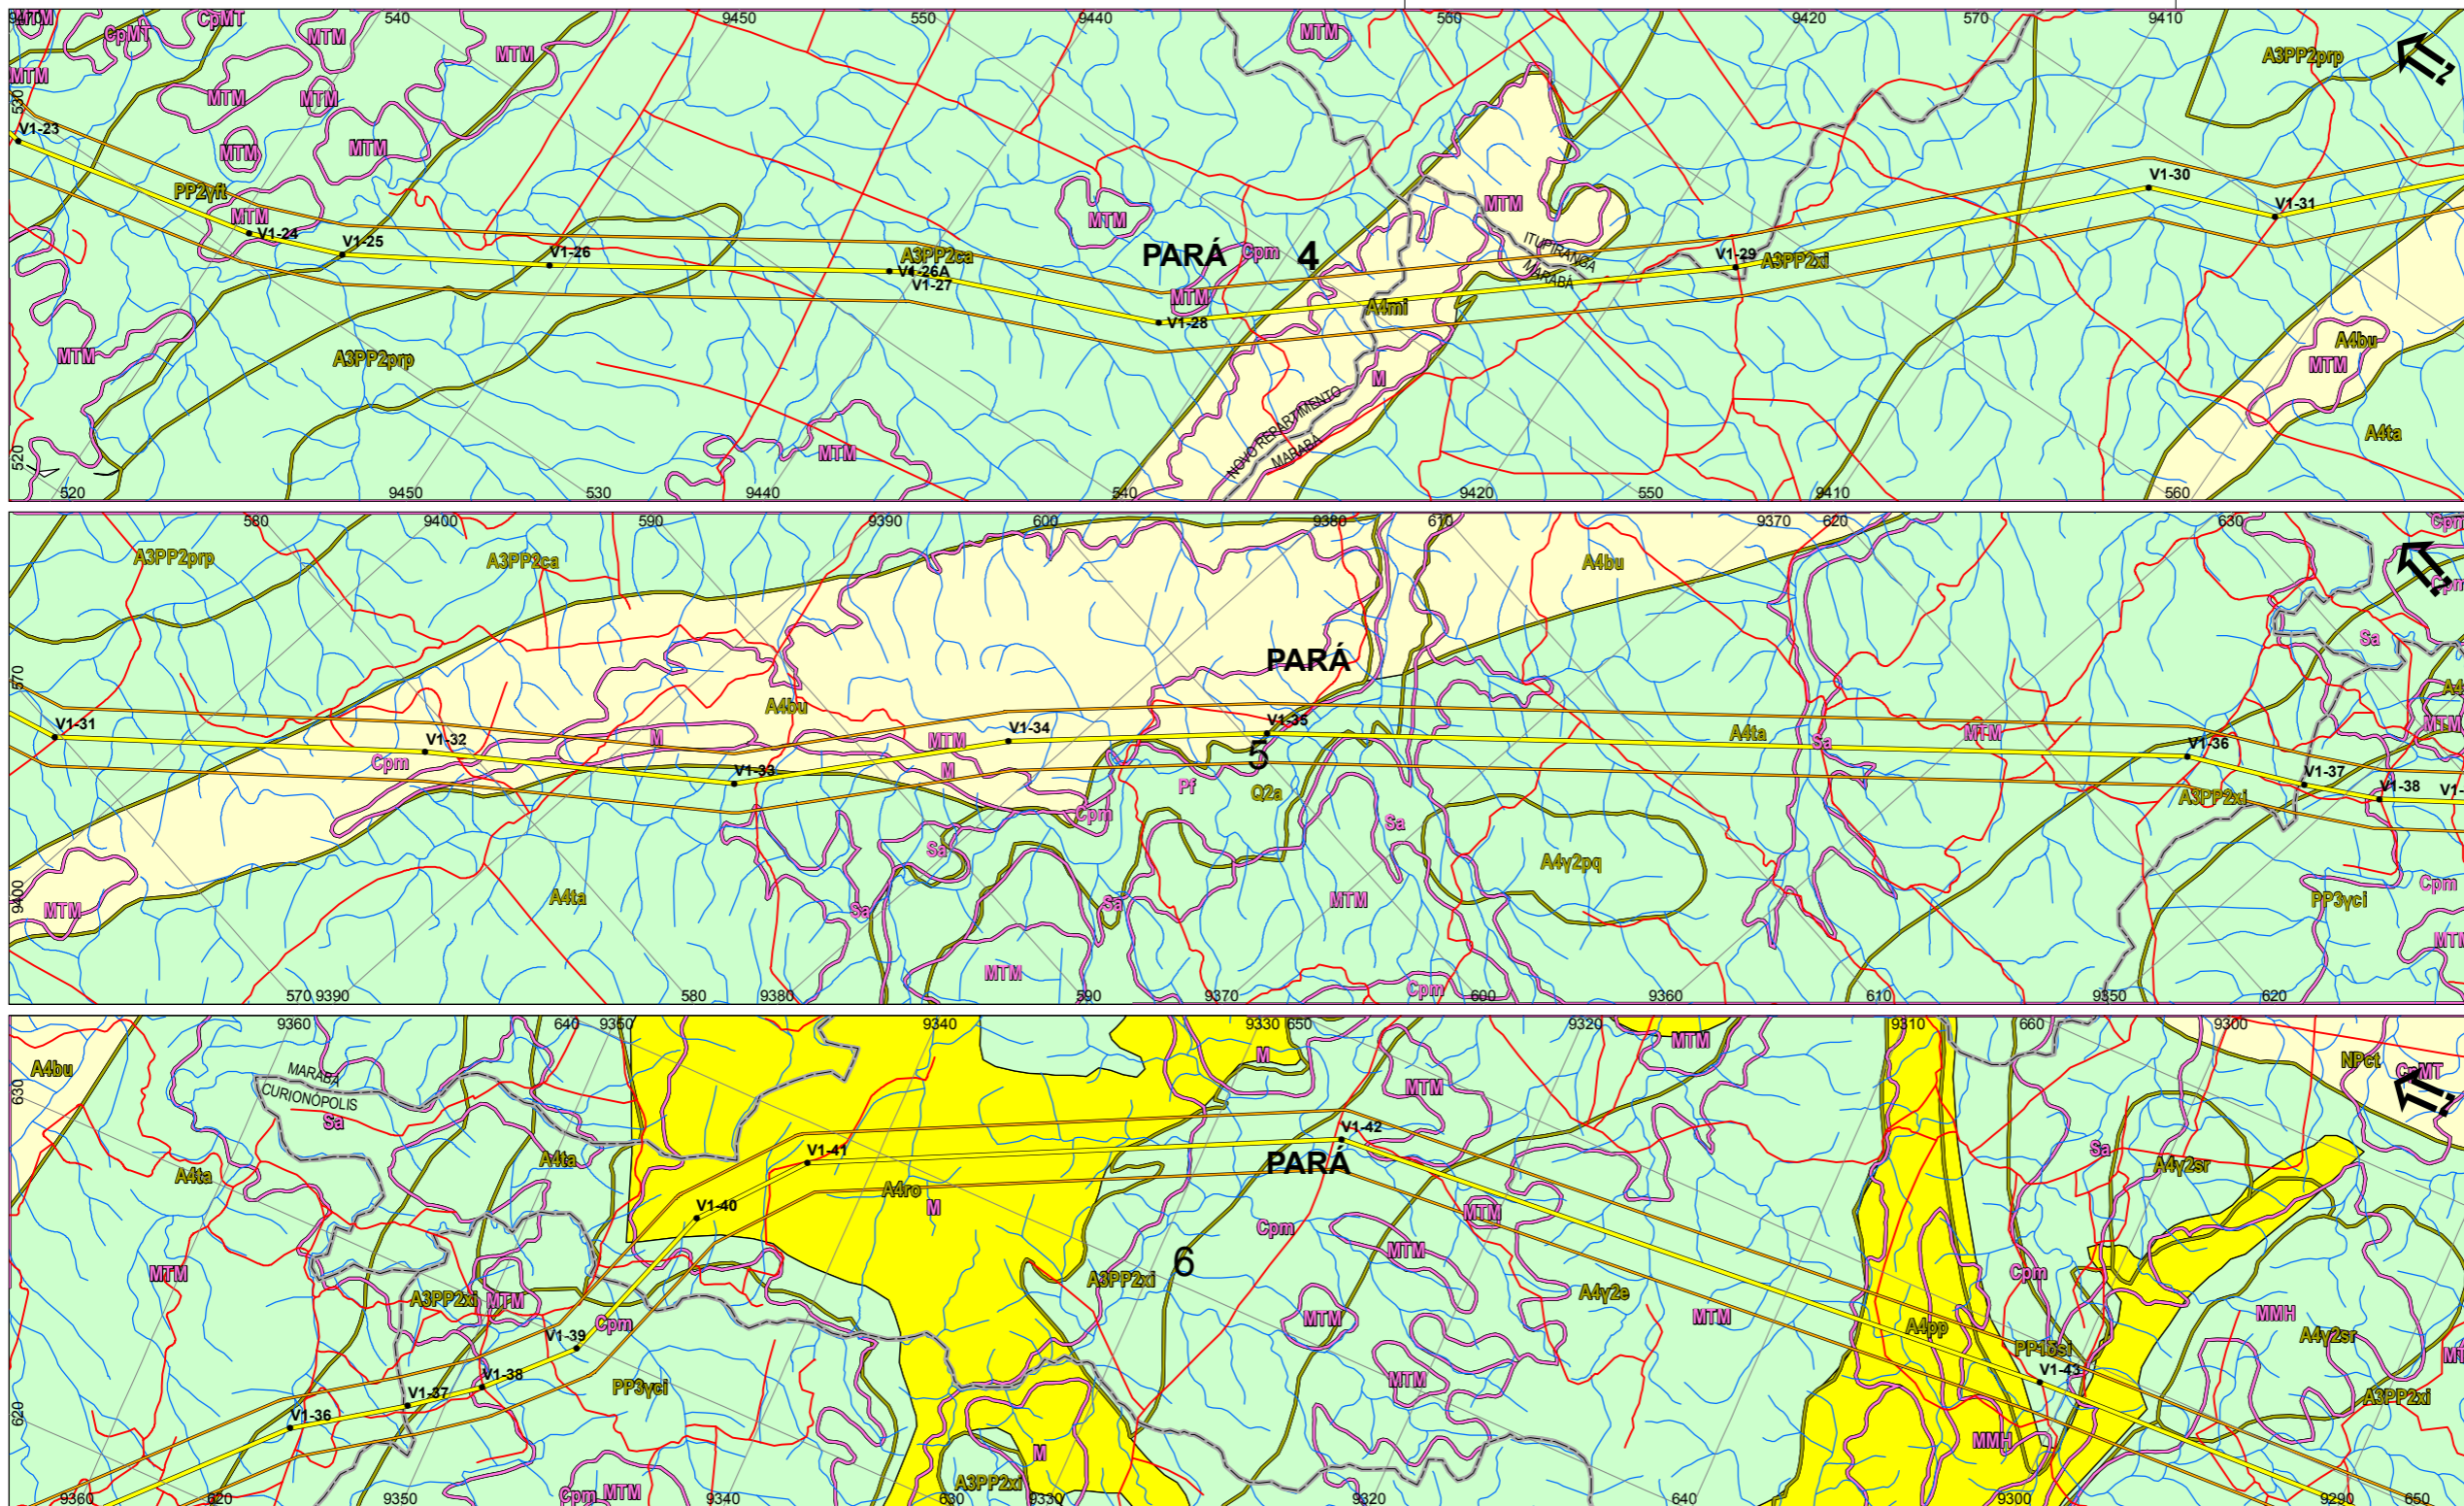 9470 540 9450 550 9440 560 9420 570 9410
MTM CpMT CpMT MTM MTM MTM A3PP2prp
MTM MTM MTM
530
V1-23 MTM MTM
PP2γft MTM MTM MTM V1-30
V1-24 V1-25 V1-26 A3PP2ca PARÁ Cpm 4 ITUPIRANGA V1-29 A3PP2xi V1-31
V1-26A V1-27 MTM MARABÁ
V1-28 A4mi
MTM A3PP2prp M A4bu
MTM
NOVO REPARTIMENTO
MARABÁ
520 MTM A4ta
520 9450 530 9440 540 9420 550 9410 560
580 9400 590 9390 600 9380 610 9370 620 630
A3PP2prp A3PP2ca A4bu Cpm
Cpm
Sa
570 PARÁ
A4bu
V1-31 V1-32 M MTM V1-34 V1-35 A4ta Sa MTM V1-36 MTM
Cpm V1-33 M 5 V1-37
Pf Q2a A3PP2xi V1-38 V1-
Cpm Sa
Sa A4γ2pq
9400 MTM A4ta Sa Sa MTM PP3γci Cpm
MTM Cpm MTM
570 9390 580 9380 590 9370 600 9360 610 9350 620
9360 640 9350 9340 9330 650 9320 9310 660 9300
A4bu MARABÁ M MTM MTM NPct CpMT
630 CURIONÓPOLIS
Sa V1-42 Sa
A4ta A4ta V1-41 PARÁ A4γ2sr
A4ro M
V1-40 Cpm MTM
MTM 6 MTM Cpm
A3PP2xi MTM A3PP2xi A4γ2e
Cpm MTM MTM A4pp MMH
V1-39 PP1δsi A4γ2sr
V1-38 PP3γci MTM V1-43
V1-37 A3PP2xi
620 V1-36
M MMH
Cpm MTM A3PP2xi
9360 620 9350 9340 630 9330 9320 640 9300 9290 650